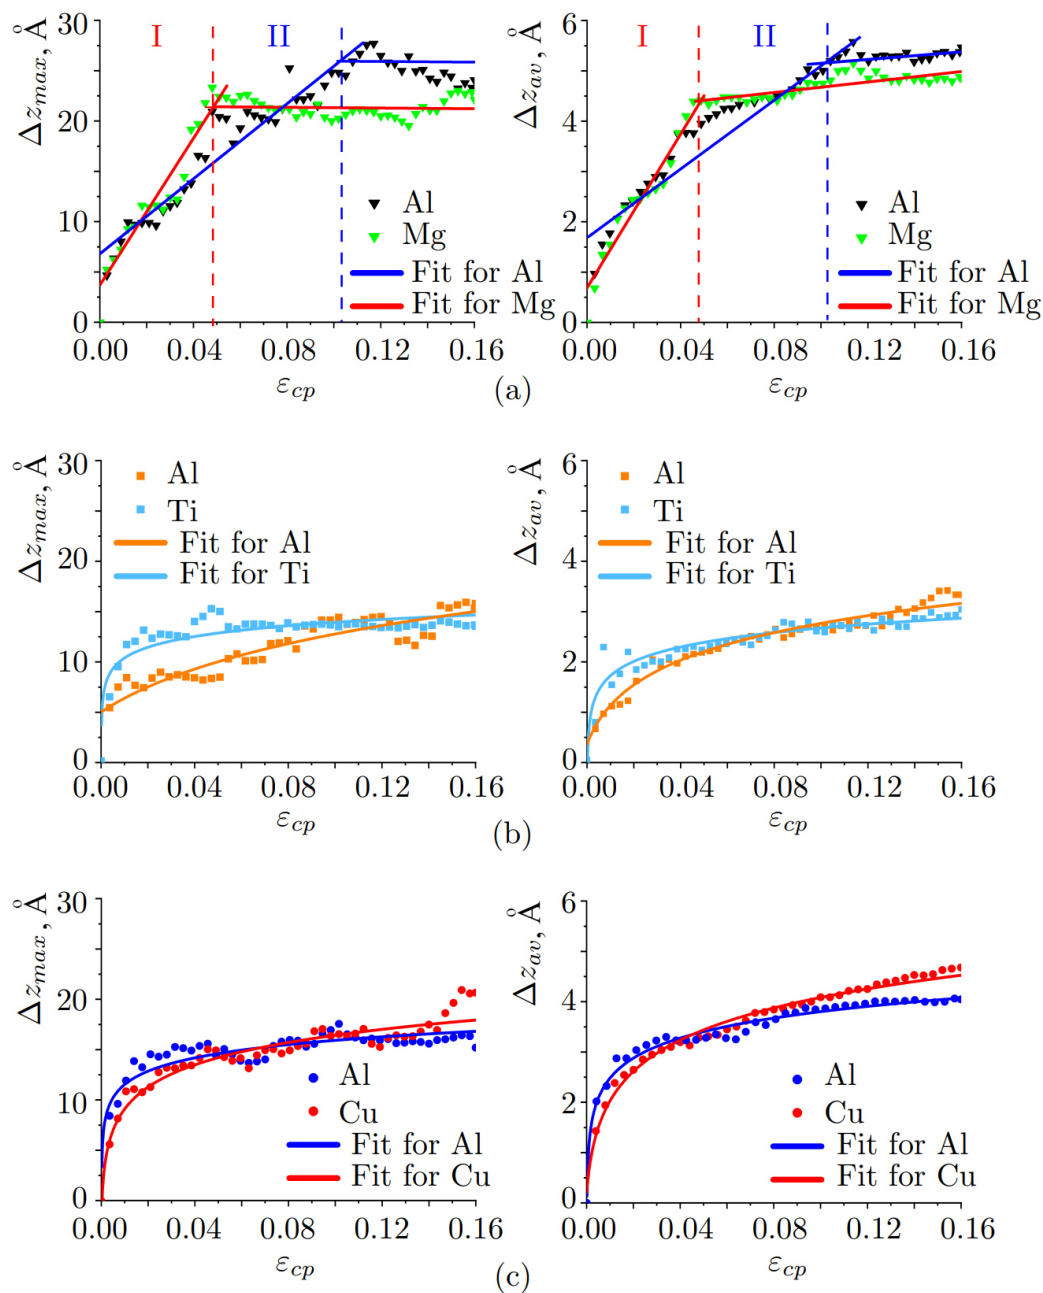 Δz_max, Å
30
20
10
0
I II
Al
Mg
Fit for Al
Fit for Mg
0.00 0.04 0.08 0.12 0.16
ε_cp
Δz_av, Å
6
4
2
0
I II
Al
Mg
Fit for Al
Fit for Mg
0.00 0.04 0.08 0.12 0.16
ε_cp
(a)
Δz_max, Å
30
20
10
0
Al
Ti
Fit for Al
Fit for Ti
0.00 0.04 0.08 0.12 0.16
ε_cp
Δz_av, Å
6
4
2
0
Al
Ti
Fit for Al
Fit for Ti
0.00 0.04 0.08 0.12 0.16
ε_cp
(b)
Δz_max, Å
30
20
10
0
Al
Cu
Fit for Al
Fit for Cu
0.00 0.04 0.08 0.12 0.16
ε_cp
Δz_av, Å
6
4
2
0
Al
Cu
Fit for Al
Fit for Cu
0.00 0.04 0.08 0.12 0.16
ε_cp
(c)